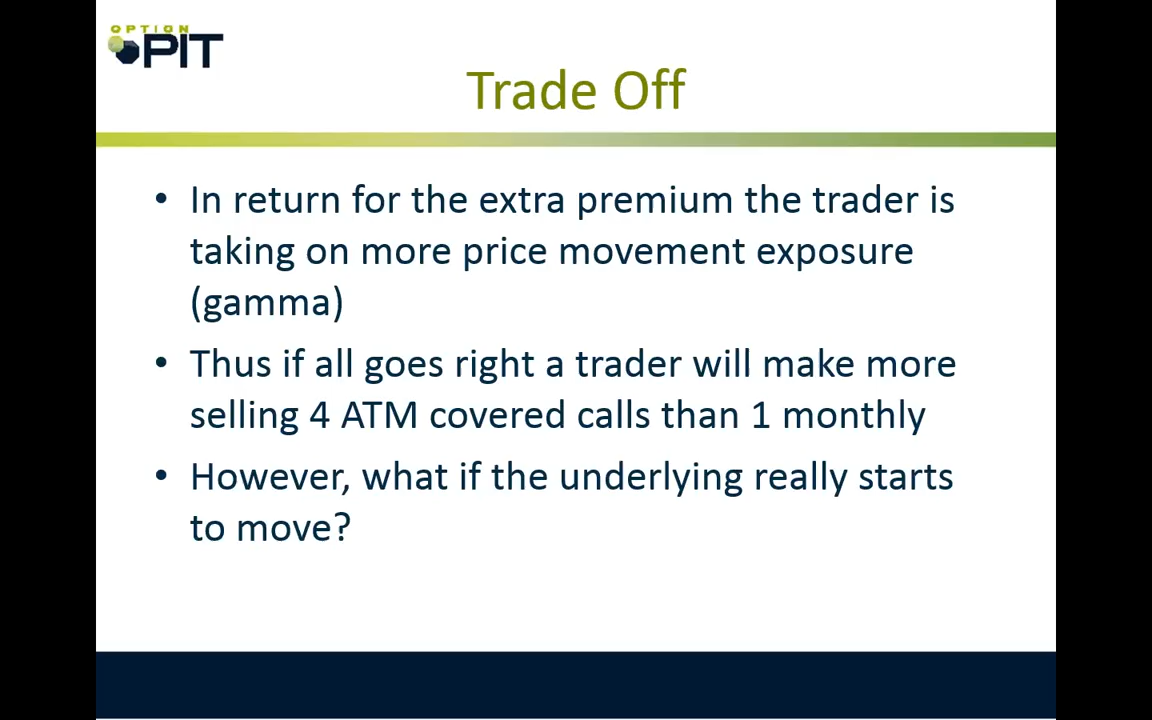 OPTION
PIT
Trade Off
• In return for the extra premium the trader is
taking on more price movement exposure
(gamma)
• Thus if all goes right a trader will make more
selling 4 ATM covered calls than 1 monthly
• However, what if the underlying really starts
to move?